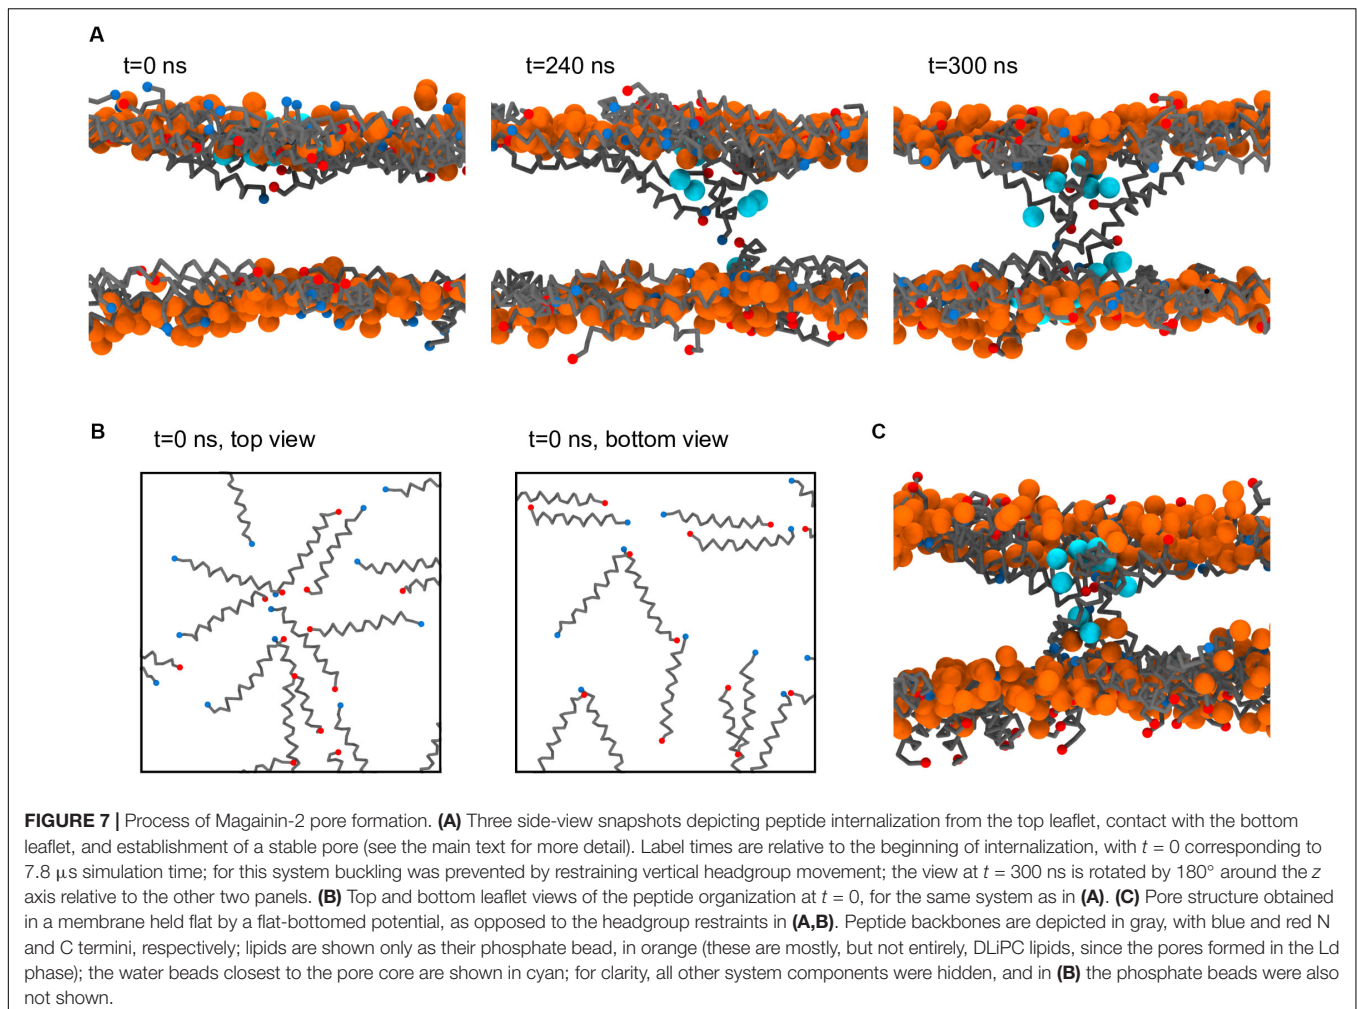 A
t=0 ns
t=240 ns
t=300 ns
B
t=0 ns, top view
t=0 ns, bottom view
C
FIGURE 7 | Process of Magainin-2 pore formation. (A) Three side-view snapshots depicting peptide internalization from the top leaflet, contact with the bottom
leaflet, and establishment of a stable pore (see the main text for more detail). Label times are relative to the beginning of internalization, with t = 0 corresponding to
7.8 μs simulation time; for this system buckling was prevented by restraining vertical headgroup movement; the view at t = 300 ns is rotated by 180° around the z
axis relative to the other two panels. (B) Top and bottom leaflet views of the peptide organization at t = 0, for the same system as in (A). (C) Pore structure obtained
in a membrane held flat by a flat-bottomed potential, as opposed to the headgroup restraints in (A,B). Peptide backbones are depicted in gray, with blue and red N
and C termini, respectively; lipids are shown only as their phosphate bead, in orange (these are mostly, but not entirely, DLiPC lipids, since the pores formed in the Ld
phase); the water beads closest to the pore core are shown in cyan; for clarity, all other system components were hidden, and in (B) the phosphate beads were also
not shown.